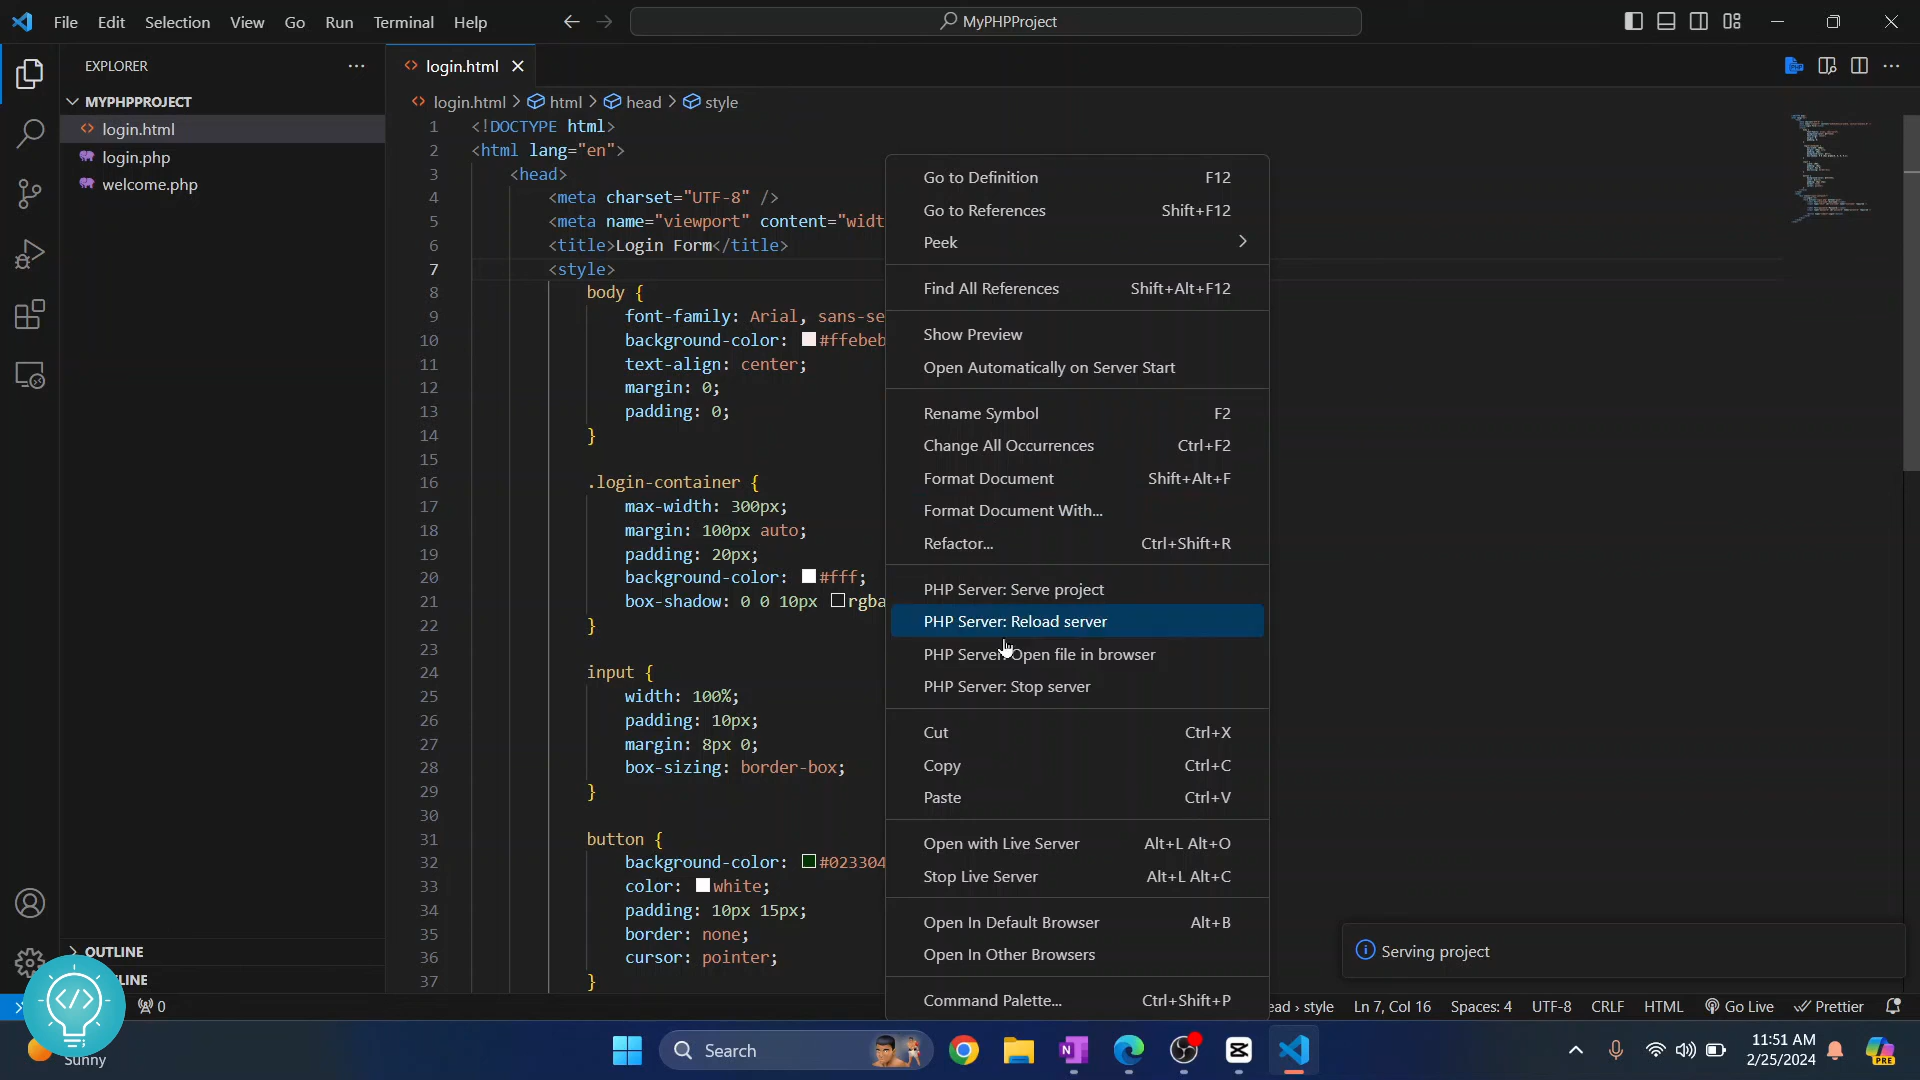 File Edit Selection View Go Run Terminal Help
MyPHPProject
EXPLORER
login.html
MYPHPPROJECT
login.html
login.php
welcome.php
OUTLINE
LINE
login.html > html > head > style
1 <!DOCTYPE html>
2 <html lang="en">
3 <head>
4 <meta charset="UTF-8" />
5 <meta name="viewport" content="widt
6 <title>Login Form</title>
7 <style>
8 body {
9 font-family: Arial, sans-se
10 background-color: #ffebeb
11 text-align: center;
12 margin: 0;
13 padding: 0;
14 }
15
16 .login-container {
17 max-width: 300px;
18 margin: 100px auto;
19 padding: 20px;
20 background-color: #fff;
21 box-shadow: 0 0 10px rgba
22 }
23
24 input {
25 width: 100%;
26 padding: 10px;
27 margin: 8px 0;
28 box-sizing: border-box;
29 }
30
31 button {
32 background-color: #023304
33 color: white;
34 padding: 10px 15px;
35 border: none;
36 cursor: pointer;
37 }
Go to Definition F12
Go to References Shift+F12
Peek
Find All References Shift+Alt+F12
Show Preview
Open Automatically on Server Start
Rename Symbol F2
Change All Occurrences Ctrl+F2
Format Document Shift+Alt+F
Format Document With...
Refactor... Ctrl+Shift+R
PHP Server: Serve project
PHP Server: Reload server
PHP Server: Open file in browser
PHP Server: Stop server
Cut Ctrl+X
Copy Ctrl+C
Paste Ctrl+V
Open with Live Server Alt+L Alt+O
Stop Live Server Alt+L Alt+C
Open In Default Browser Alt+B
Open In Other Browsers
Command Palette... Ctrl+Shift+P
Serving project
0
ead > style Ln 7, Col 16 Spaces: 4 UTF-8 CRLF HTML Go Live Prettier
Sunny
Search
11:51 AM
2/25/2024
PRE